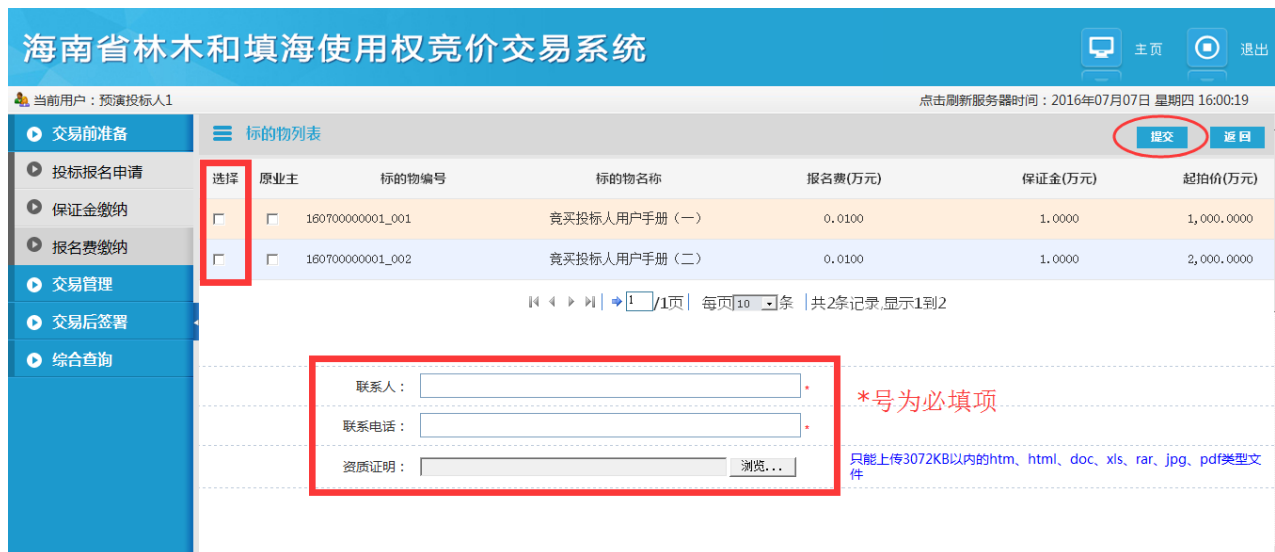 海南省林木和填海使用权竞价交易系统
主页
退出
当前用户：预演投标人1
点击刷新服务器时间：2016年07月07日 星期四 16:00:19
交易前准备
标的物列表
提交
返回
投标报名申请
保证金缴纳
报名费缴纳
交易管理
交易后签署
综合查询
选择 原业主 标的物编号 标的物名称 报名费(万元) 保证金(万元) 起拍价(万元)
160700000001_001 竞买投标人用户手册（一） 0.0100 1.0000 1,000.0000
160700000001_002 竞买投标人用户手册（二） 0.0100 1.0000 2,000.0000
1 /1页 每页 10 条 共2条记录,显示1到2
联系人： *
*号为必填项
联系电话： *
资质证明： 浏览...
只能上传3072KB以内的htm、html、doc、xls、rar、jpg、pdf类型文
件